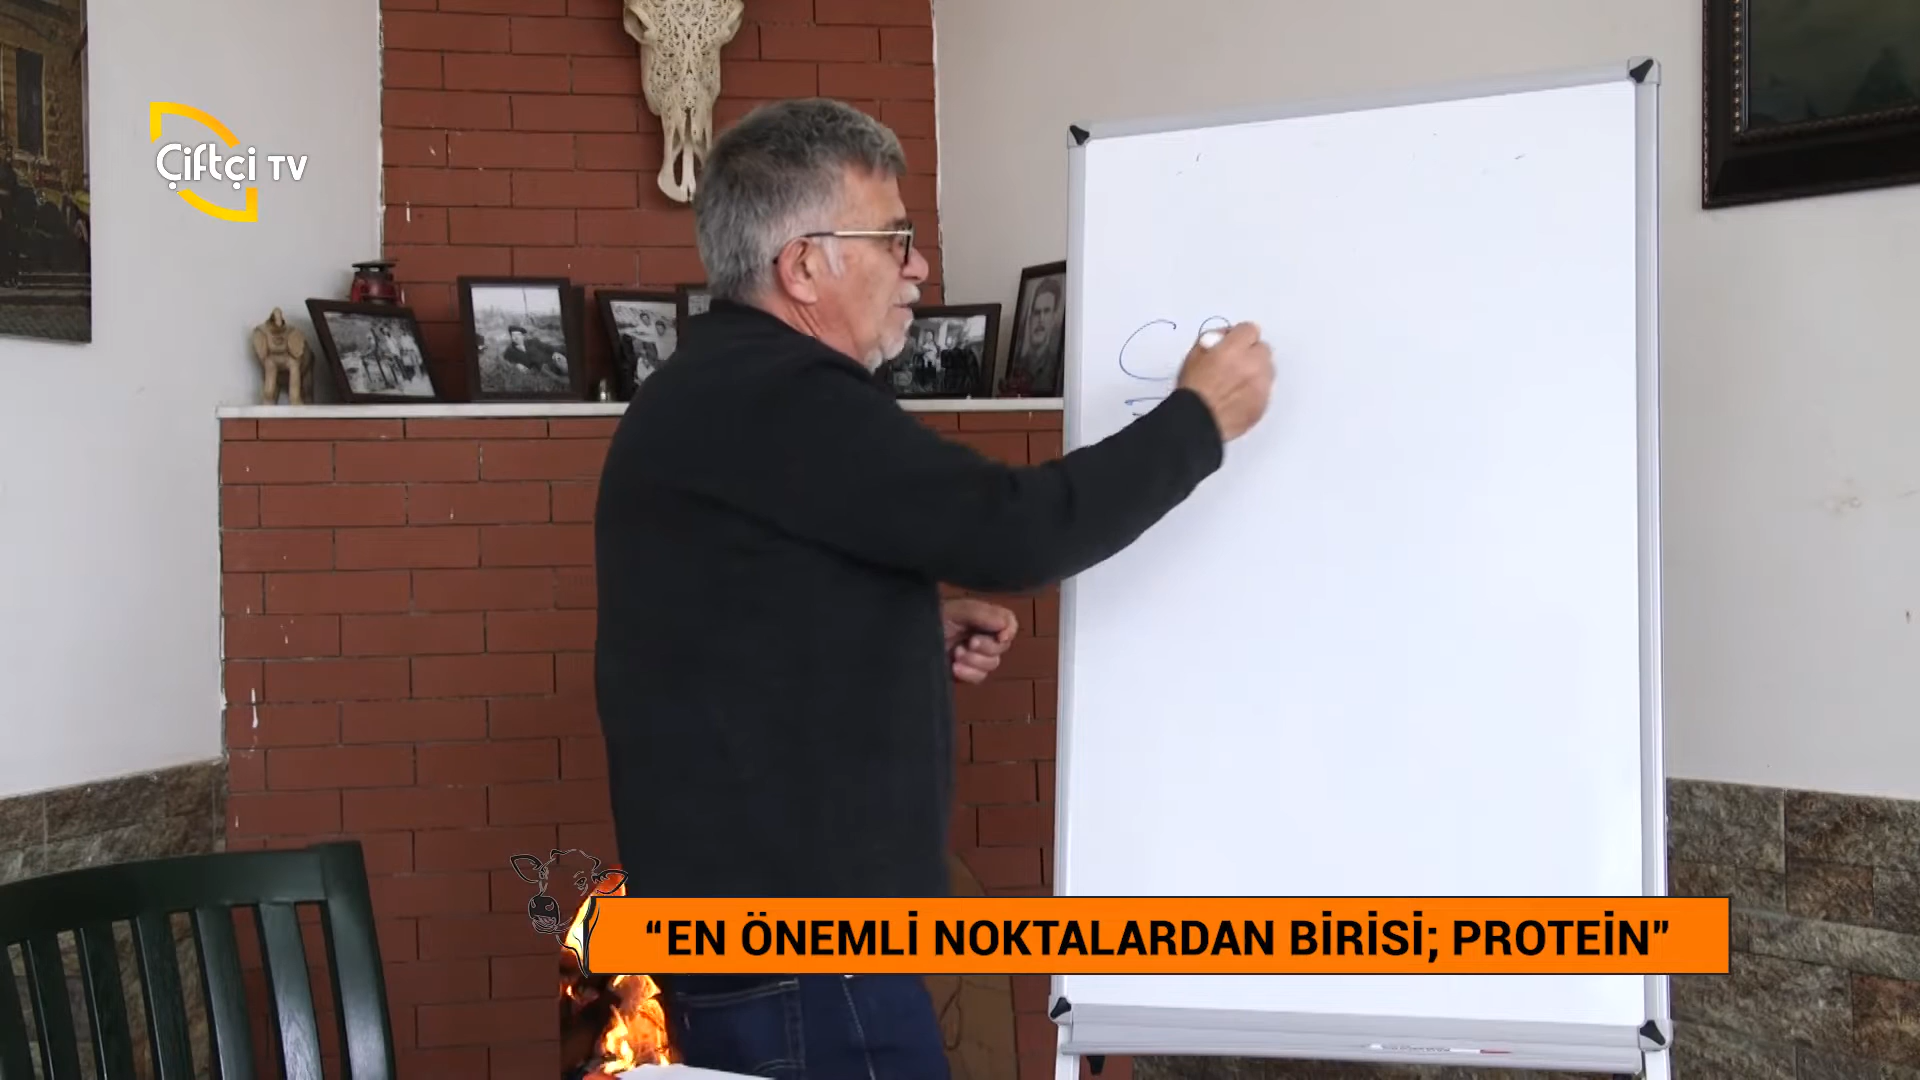 Çiftçi TV
C
“EN ÖNEMLİ NOKTALARDAN BİRİSİ; PROTEİN”